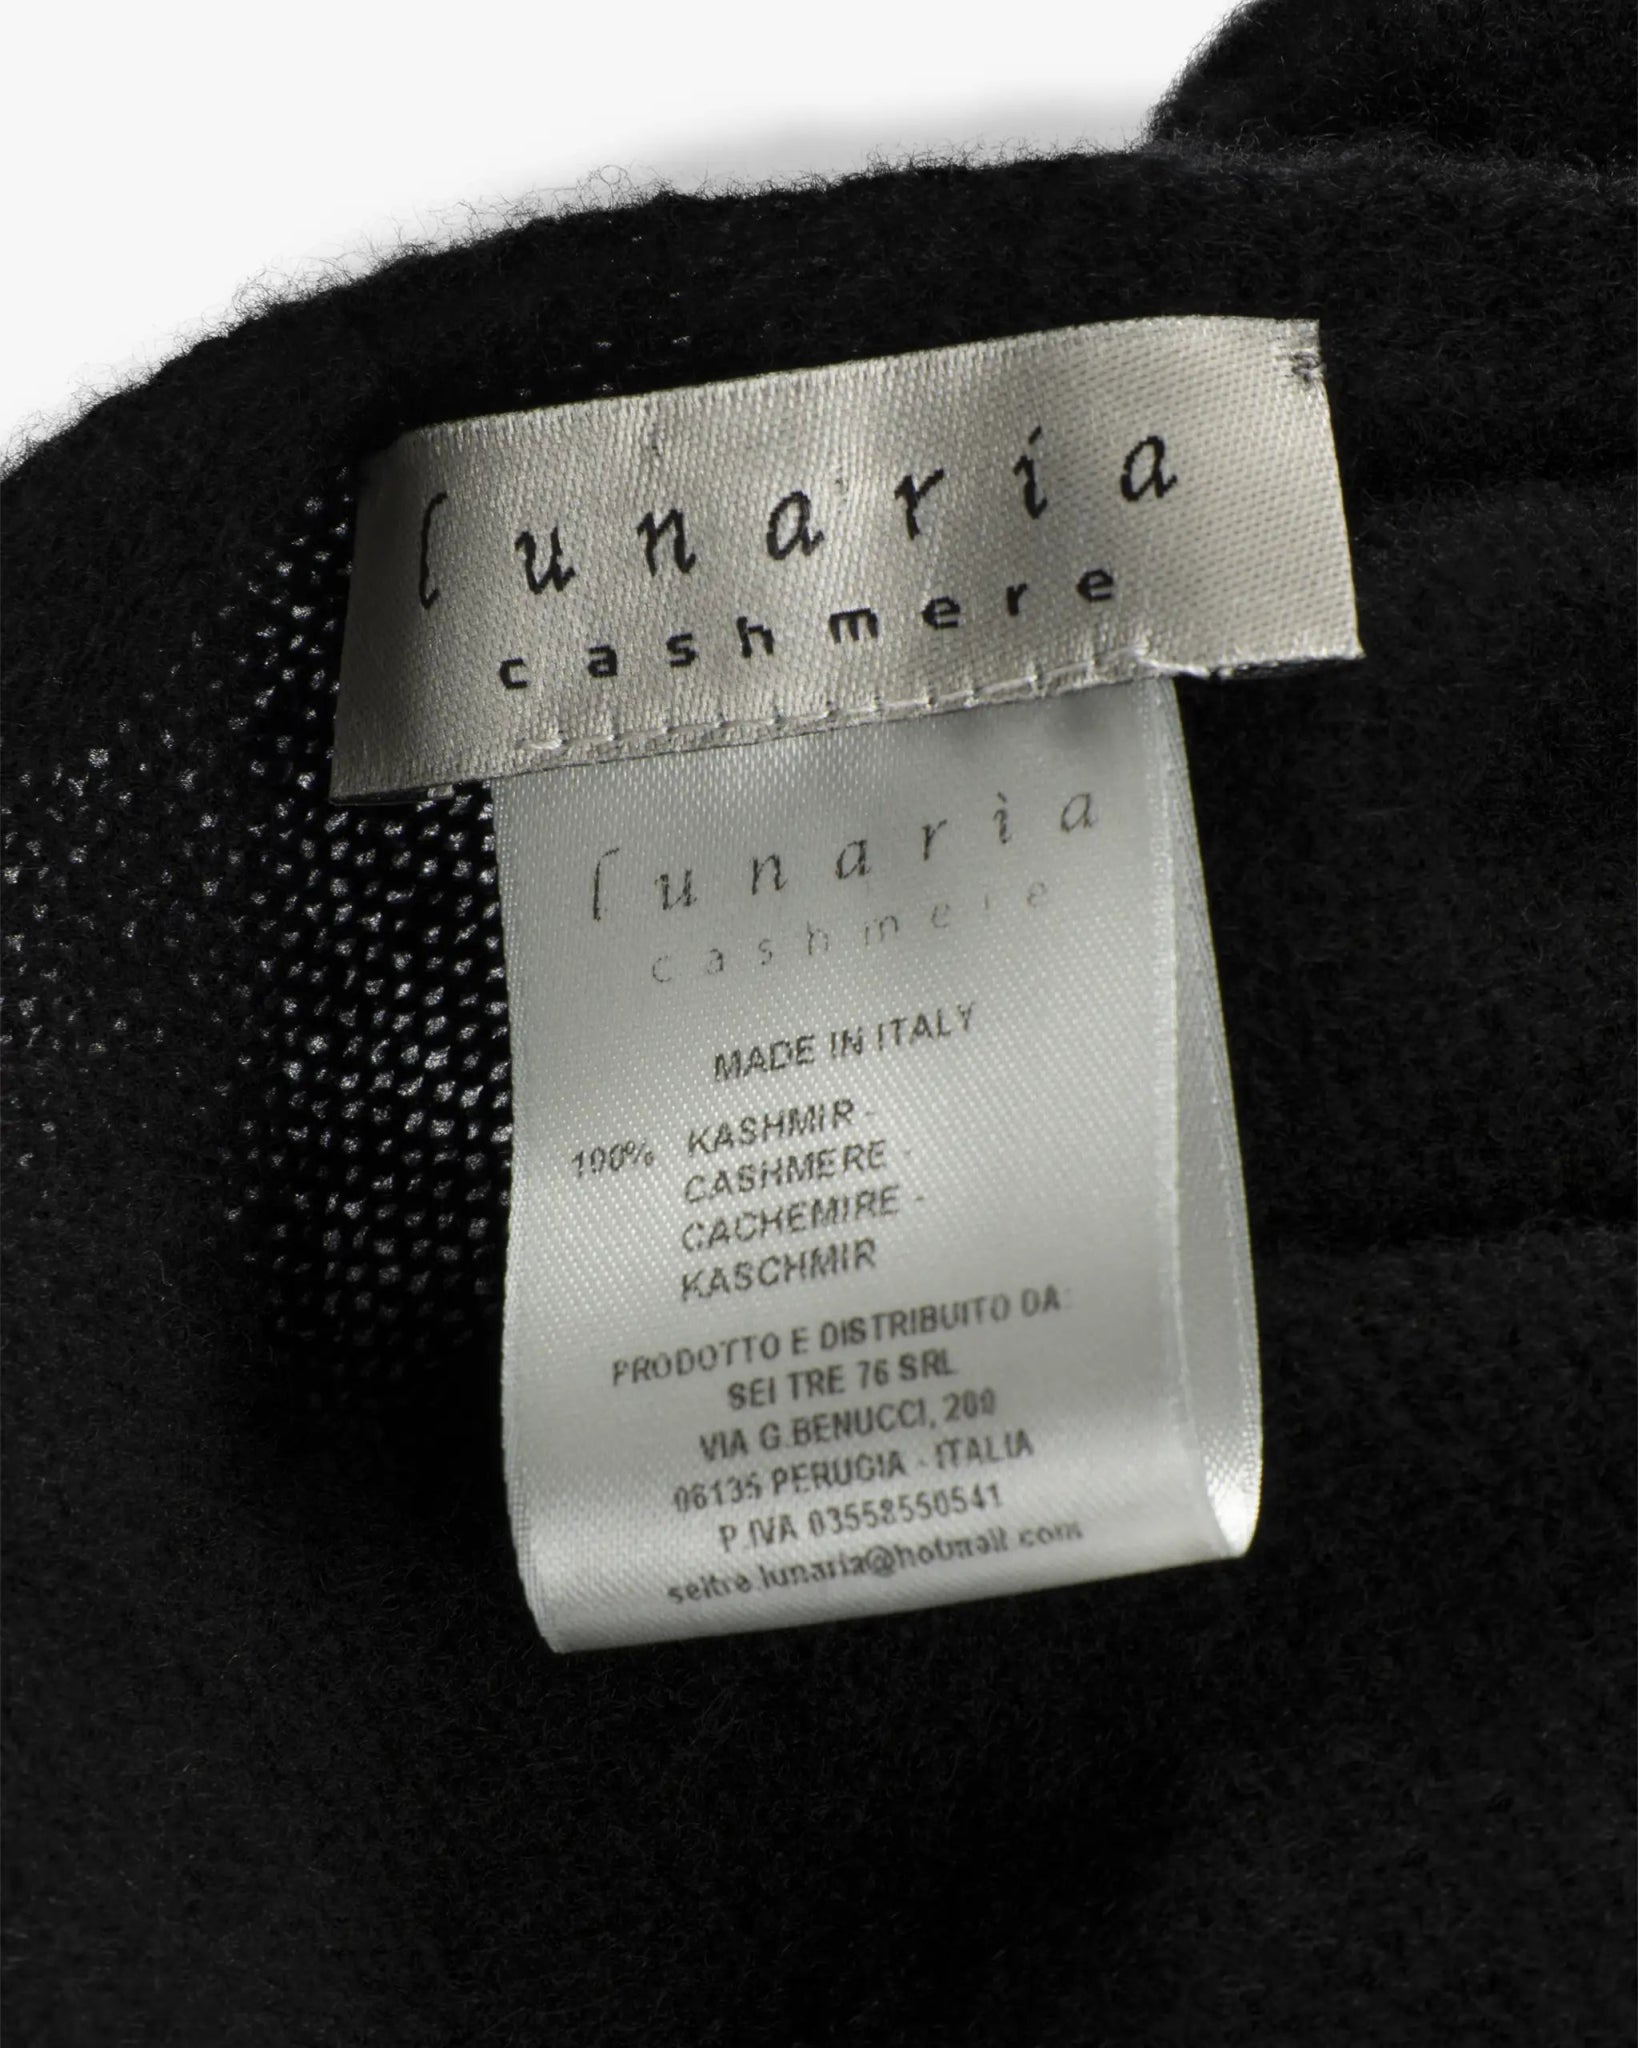 lunaria
cashmere
lunaria
cashmere
MADE IN ITALY
100% KASHMIR -
CASHMERE -
CACHEMIRE -
KASCHMIR
PRODOTTO E DISTRIBUITO DA:
SEI TRE 76 SRL
VIA G.BENUCCI, 200
06135 PERUGIA - ITALIA
P.IVA 03558550541
seitre.lunaria@hotmail.com